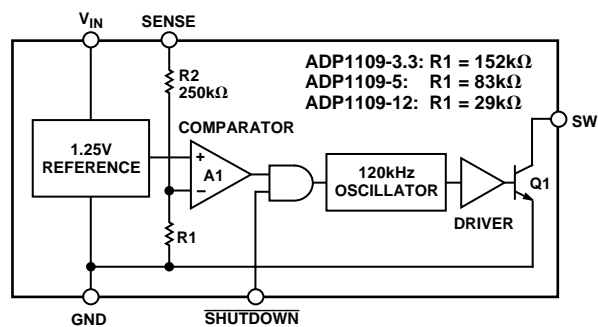 VIN SENSE
R2
250kΩ
ADP1109-3.3: R1 = 152kΩ
ADP1109-5: R1 = 83kΩ
ADP1109-12: R1 = 29kΩ
SW
COMPARATOR
1.25V
REFERENCE
+
A1
−
120kHz
OSCILLATOR
Q1
R1
DRIVER
GND SHUTDOWN